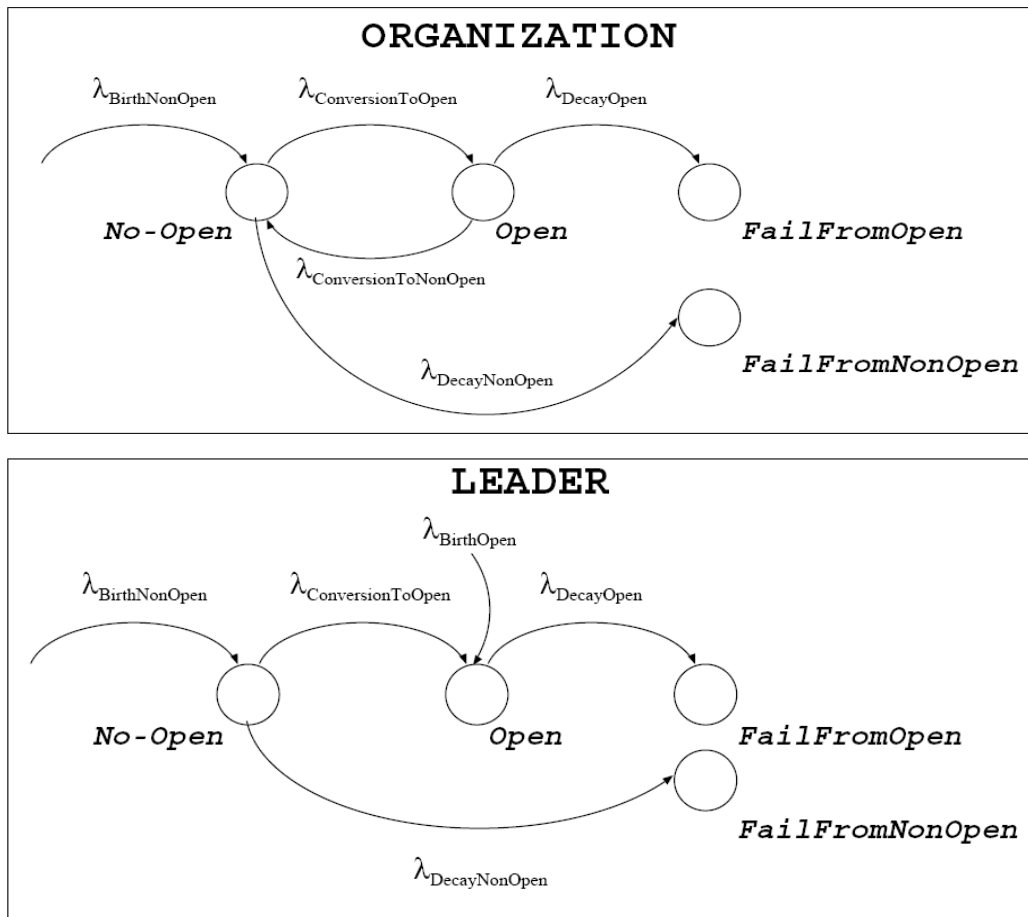 ORGANIZATION
λBirthNonOpen
λConversionToOpen
λDecayOpen
No-Open
Open
FailFromOpen
λConversionToNonOpen
λDecayNonOpen
FailFromNonOpen
LEADER
λBirthOpen
λBirthNonOpen
λConversionToOpen
λDecayOpen
No-Open
Open
FailFromOpen
FailFromNonOpen
λDecayNonOpen